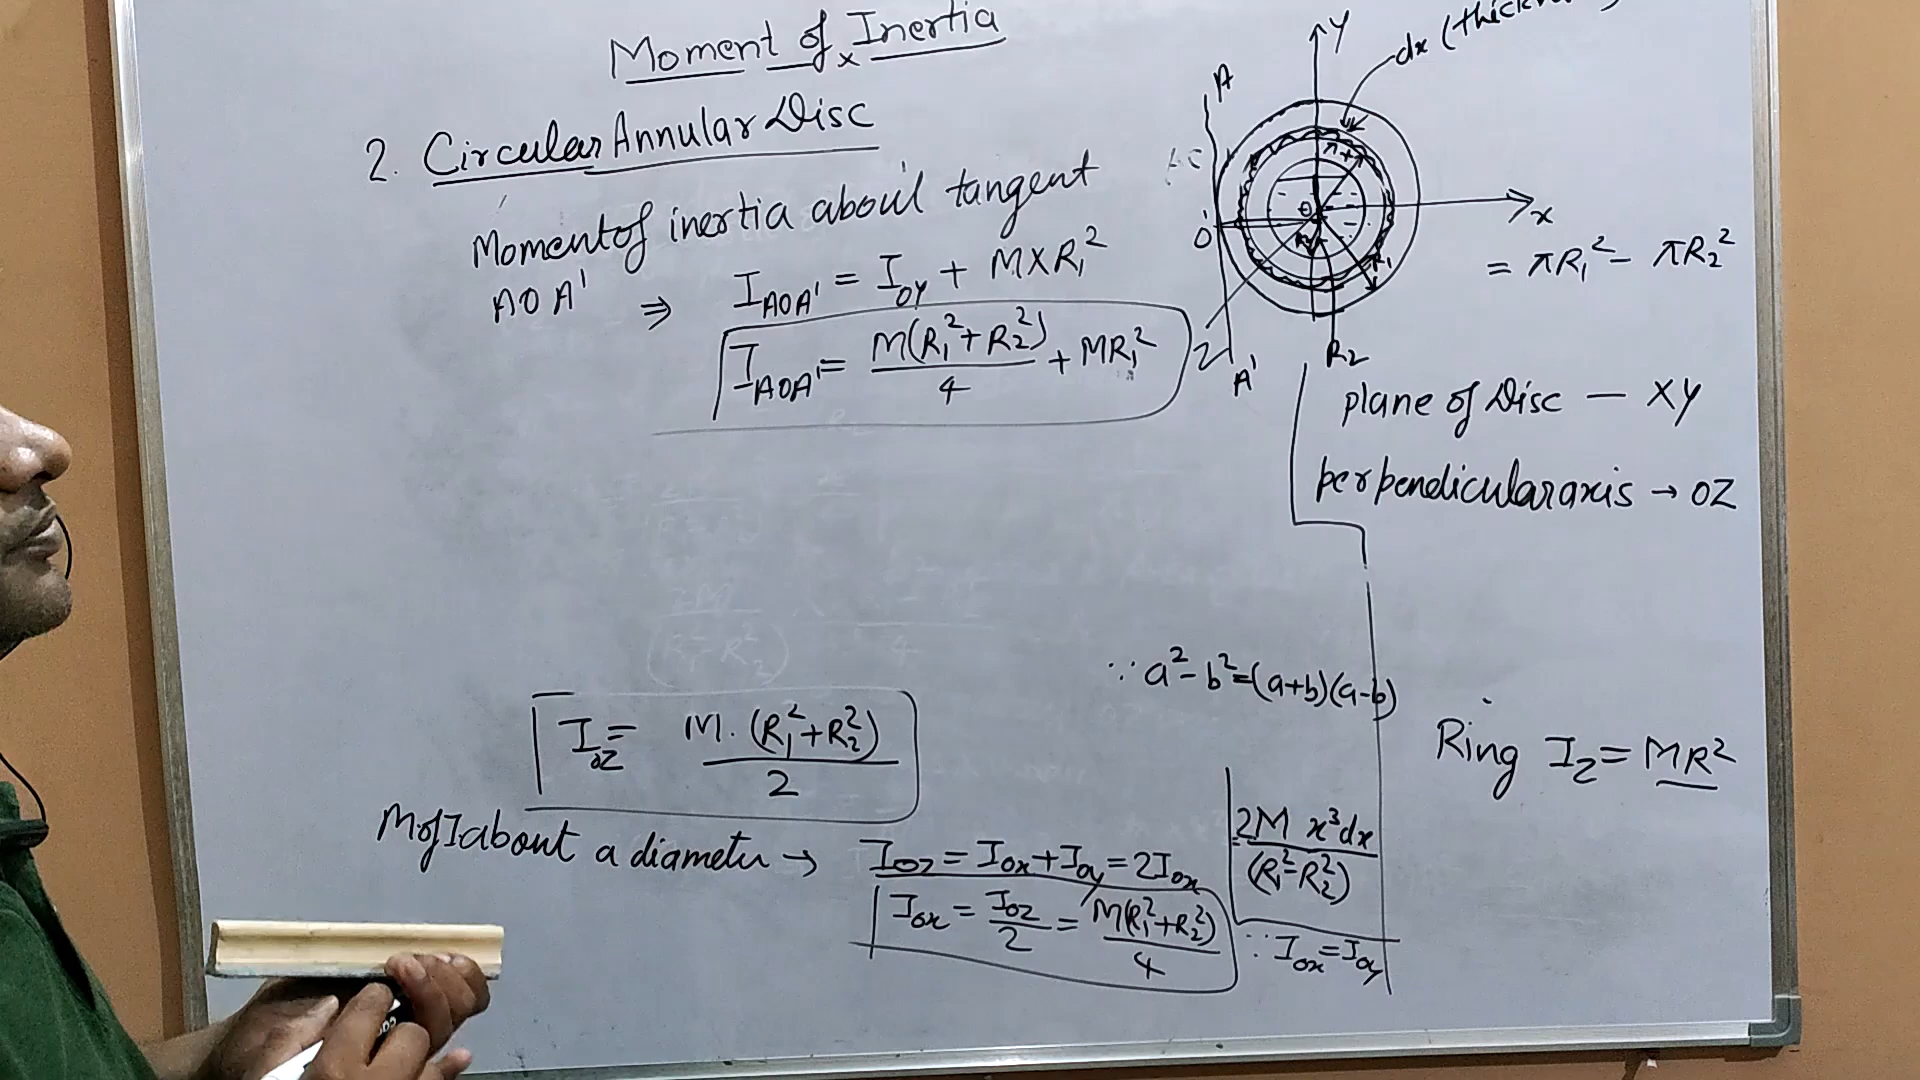 Moment of Inertia
x
2. Circular Annular Disc
Moment of inertia about tangent
AOA' ⇒ I_AOA' = I_OY + M×R₁²
I_AOA' = M(R₁²+R₂²)/4 + MR₁²
Y
dx
A
O'
O
x
R₁
R₂
Z
A'
= πR₁² - πR₂²
plane of Disc — XY
perpendicular axis → OZ
∵ a²-b²=(a+b)(a-b)
I_OZ = M.(R₁²+R₂²)/2
Ring I_Z = MR²
M of I about a diameter → I_OZ = I_Ox + I_Oy = 2I_Ox
I_Ox = I_OZ/2 = M(R₁²+R₂²)/4
= 2M x³dx/(R₁²-R₂²)
∵ I_Ox = I_Oy